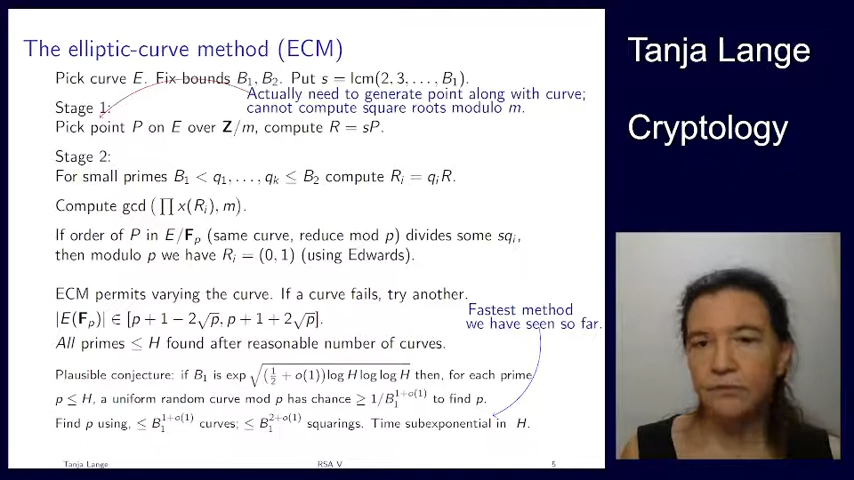 The elliptic-curve method (ECM)
Tanja Lange
Pick curve E. Fix bounds B₁, B₂. Put s = lcm(2, 3, . . . , B₁).
Actually need to generate point along with curve;
cannot compute square roots modulo m.
Cryptology
Stage 1:
Pick point P on E over Z/m, compute R = sP.
Stage 2:
For small primes B₁ < q₁, . . . , qₖ ≤ B₂ compute Rᵢ = qᵢR.
Compute gcd (∏ x(Rᵢ), m).
If order of P in E/Fₚ (same curve, reduce mod p) divides some sqᵢ,
then modulo p we have Rᵢ = (0, 1) (using Edwards).
ECM permits varying the curve. If a curve fails, try another.
Fastest method
we have seen so far.
|E(Fₚ)| ∈ [p + 1 − 2√p, p + 1 + 2√p].
All primes ≤ H found after reasonable number of curves.
Plausible conjecture: if B₁ is exp √((1/2 + o(1)) log H log log H) then, for each prime
p ≤ H, a uniform random curve mod p has chance ≥ 1/B₁^{1+o(1)} to find p.
Find p using, ≤ B₁^{1+o(1)} curves; ≤ B₁^{2+o(1)} squarings. Time subexponential in H.
Tanja Lange RSA V 5